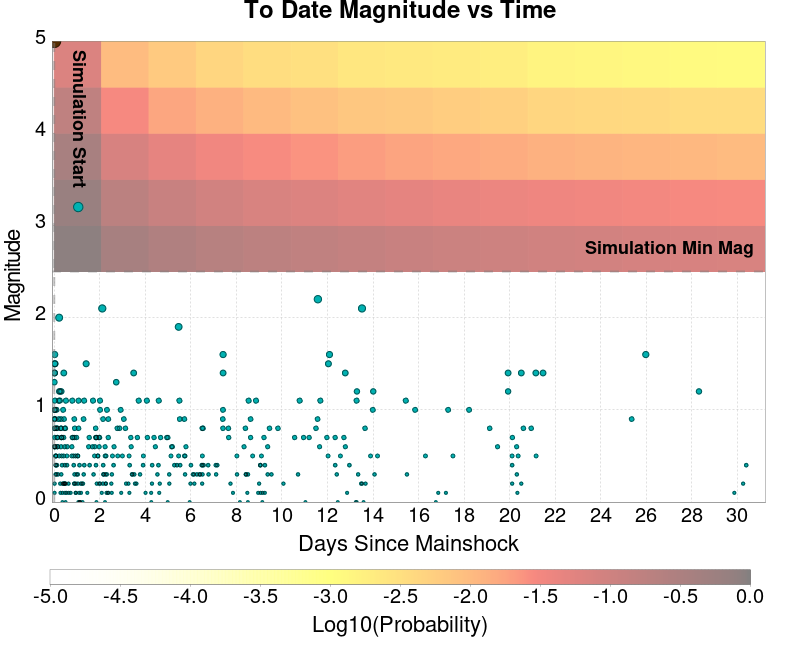 To Date Magnitude vs Time
5
4
3
2
1
0
Magnitude
Simulation Start
Simulation Min Mag
0 2 4 6 8 10 12 14 16 18 20 22 24 26 28 30
Days Since Mainshock
-5.0 -4.5 -4.0 -3.5 -3.0 -2.5 -2.0 -1.5 -1.0 -0.5 0.0
Log10(Probability)